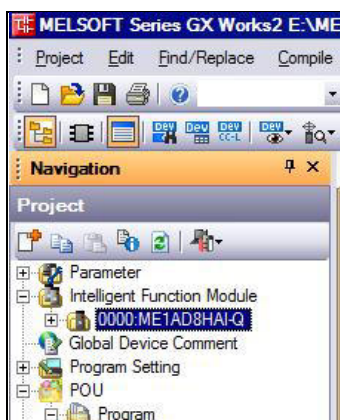 MELSOFT Series GX Works2 E:\ME
Project Edit Find/Replace Compile
Navigation
Project
Parameter
Intelligent Function Module
0000:ME1AD8HAI-Q
Global Device Comment
Program Setting
POU
Program